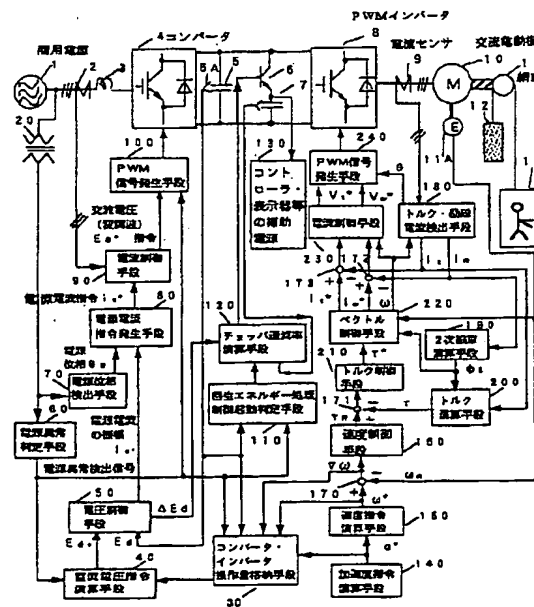 PWMインバータ
4 コンバータ
8
商用電源
電流センサ
交流電動機
2
3
5A
5
6
7
9
10
M
1
20
240
E
11A
12
100
PWM
信号発生手段
130
コント
ローラ・
表示器等
の補助
電源
PWM信号
発生手段
θ
180
トルク・励磁
電流検出手段
交流電圧
(変調波)
指令
電流制御
手段
90
230
172
173
電流制御手段
電源電流指令
80
120
ω
220
電源電流
指令発生手段
チョッパ通流率
演算手段
ベクトル
制御手段
190
2次磁束
演算手段
電源位相
70
電源位相
検出手段
60
210
トルク制御
手段
200
トルク
演算手段
電源異常
判定手段
電源電流
の振幅
回生エネルギー処理
制御起動判定手段
110
171
τ
速度制御
手段
160
電源異常検出信号
50
電圧制御
手段
ΔEd
170
ω*
速度指令
演算手段
150
Ed*
Ed
40
直流電圧指令
演算手段
コンバータ・
インバータ
操作量格納手段
30
α*
加速度指令
演算手段
140